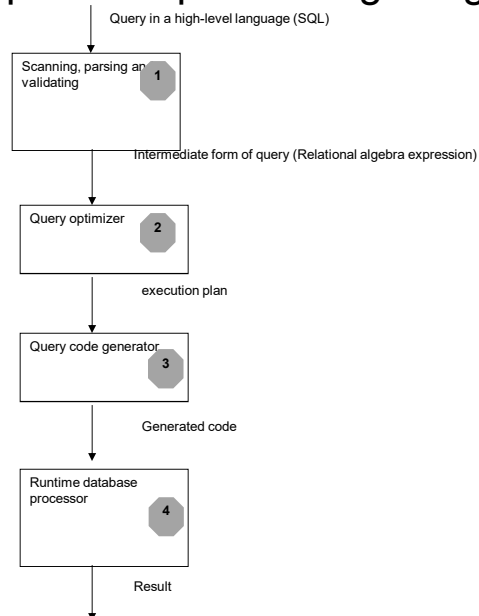 Query in a high-level language (SQL)
Scanning, parsing an
validating
1
Intermediate form of query (Relational algebra expression)
Query optimizer
2
execution plan
Query code generator
3
Generated code
Runtime database
processor
4
Result